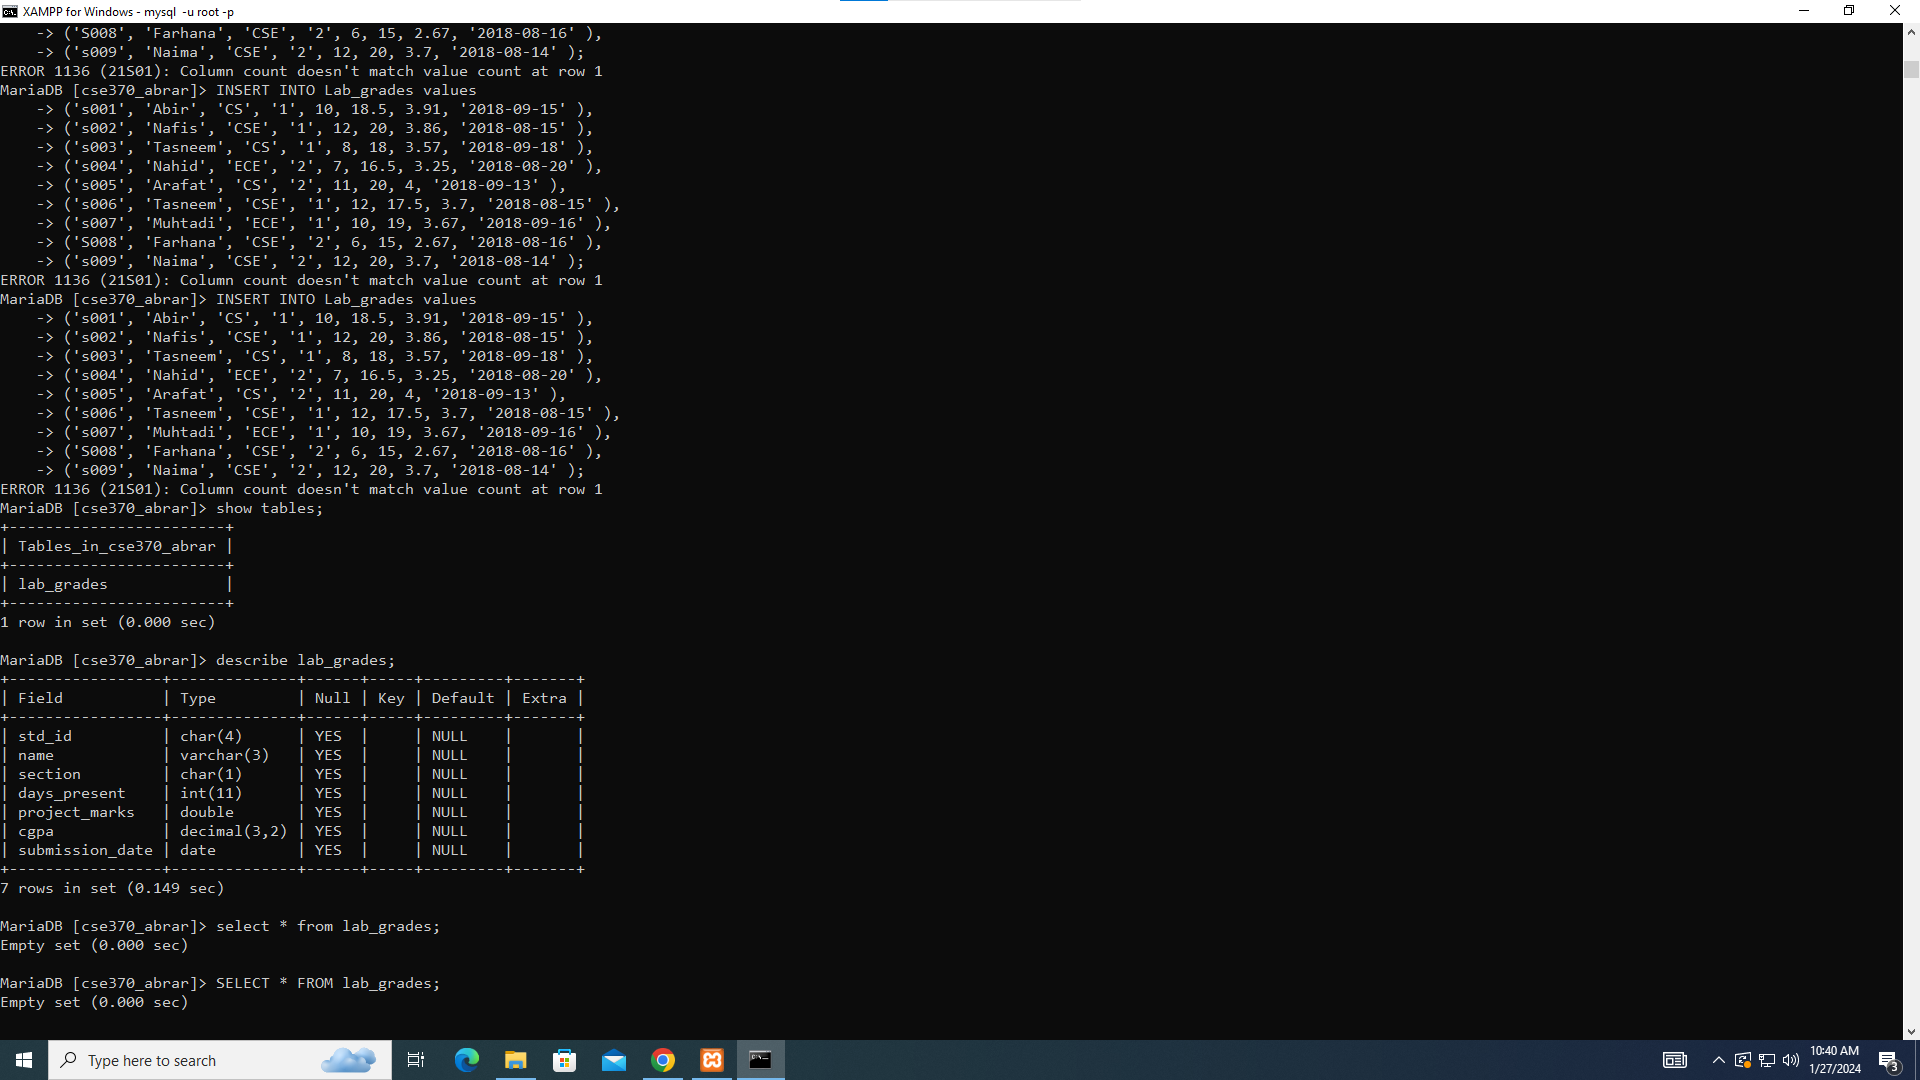 XAMPP for Windows - mysql  -u root -p
    -> ('S008', 'Farhana', 'CSE', '2', 6, 15, 2.67, '2018-08-16' ),
    -> ('s009', 'Naima', 'CSE', '2', 12, 20, 3.7, '2018-08-14' );
ERROR 1136 (21S01): Column count doesn't match value count at row 1
MariaDB [cse370_abrar]> INSERT INTO Lab_grades values
    -> ('s001', 'Abir', 'CS', '1', 10, 18.5, 3.91, '2018-09-15' ),
    -> ('s002', 'Nafis', 'CSE', '1', 12, 20, 3.86, '2018-08-15' ),
    -> ('s003', 'Tasneem', 'CS', '1', 8, 18, 3.57, '2018-09-18' ),
    -> ('s004', 'Nahid', 'ECE', '2', 7, 16.5, 3.25, '2018-08-20' ),
    -> ('s005', 'Arafat', 'CS', '2', 11, 20, 4, '2018-09-13' ),
    -> ('s006', 'Tasneem', 'CSE', '1', 12, 17.5, 3.7, '2018-08-15' ),
    -> ('s007', 'Muhtadi', 'ECE', '1', 10, 19, 3.67, '2018-09-16' ),
    -> ('S008', 'Farhana', 'CSE', '2', 6, 15, 2.67, '2018-08-16' ),
    -> ('s009', 'Naima', 'CSE', '2', 12, 20, 3.7, '2018-08-14' );
ERROR 1136 (21S01): Column count doesn't match value count at row 1
MariaDB [cse370_abrar]> INSERT INTO Lab_grades values
    -> ('s001', 'Abir', 'CS', '1', 10, 18.5, 3.91, '2018-09-15' ),
    -> ('s002', 'Nafis', 'CSE', '1', 12, 20, 3.86, '2018-08-15' ),
    -> ('s003', 'Tasneem', 'CS', '1', 8, 18, 3.57, '2018-09-18' ),
    -> ('s004', 'Nahid', 'ECE', '2', 7, 16.5, 3.25, '2018-08-20' ),
    -> ('s005', 'Arafat', 'CS', '2', 11, 20, 4, '2018-09-13' ),
    -> ('s006', 'Tasneem', 'CSE', '1', 12, 17.5, 3.7, '2018-08-15' ),
    -> ('s007', 'Muhtadi', 'ECE', '1', 10, 19, 3.67, '2018-09-16' ),
    -> ('S008', 'Farhana', 'CSE', '2', 6, 15, 2.67, '2018-08-16' ),
    -> ('s009', 'Naima', 'CSE', '2', 12, 20, 3.7, '2018-08-14' );
ERROR 1136 (21S01): Column count doesn't match value count at row 1
MariaDB [cse370_abrar]> show tables;
+------------------------+
| Tables_in_cse370_abrar |
+------------------------+
| lab_grades             |
+------------------------+
1 row in set (0.000 sec)
MariaDB [cse370_abrar]> describe lab_grades;
+-----------------+--------------+------+-----+---------+-------+
| Field           | Type         | Null | Key | Default | Extra |
+-----------------+--------------+------+-----+---------+-------+
| std_id          | char(4)      | YES  |     | NULL    |       |
| name            | varchar(3)   | YES  |     | NULL    |       |
| section         | char(1)      | YES  |     | NULL    |       |
| days_present    | int(11)      | YES  |     | NULL    |       |
| project_marks   | double       | YES  |     | NULL    |       |
| cgpa            | decimal(3,2) | YES  |     | NULL    |       |
| submission_date | date         | YES  |     | NULL    |       |
+-----------------+--------------+------+-----+---------+-------+
7 rows in set (0.149 sec)
MariaDB [cse370_abrar]> select * from lab_grades;
Empty set (0.000 sec)
MariaDB [cse370_abrar]> SELECT * FROM lab_grades;
Empty set (0.000 sec)
Type here to search
10:40 AM
1/27/2024
3